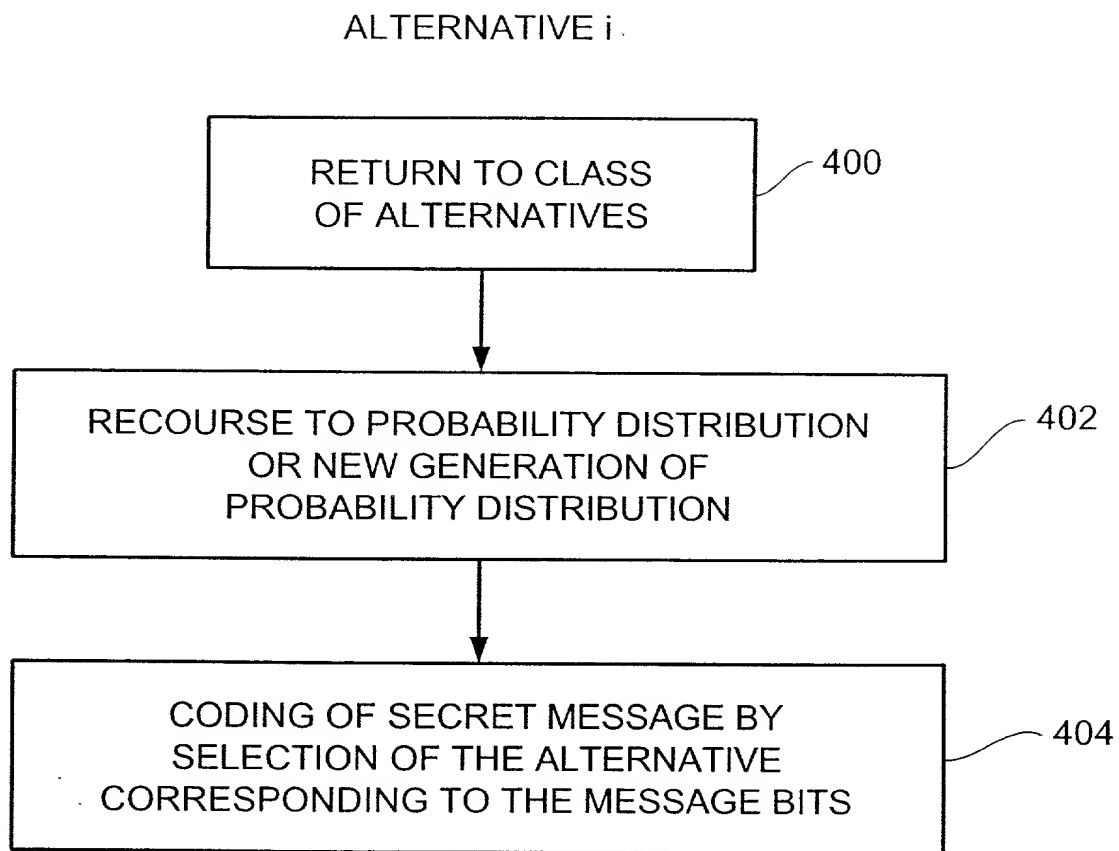 ALTERNATIVE i
RETURN TO CLASS
OF ALTERNATIVES
400
RECOURSE TO PROBABILITY DISTRIBUTION
OR NEW GENERATION OF
PROBABILITY DISTRIBUTION
402
CODING OF SECRET MESSAGE BY
SELECTION OF THE ALTERNATIVE
CORRESPONDING TO THE MESSAGE BITS
404